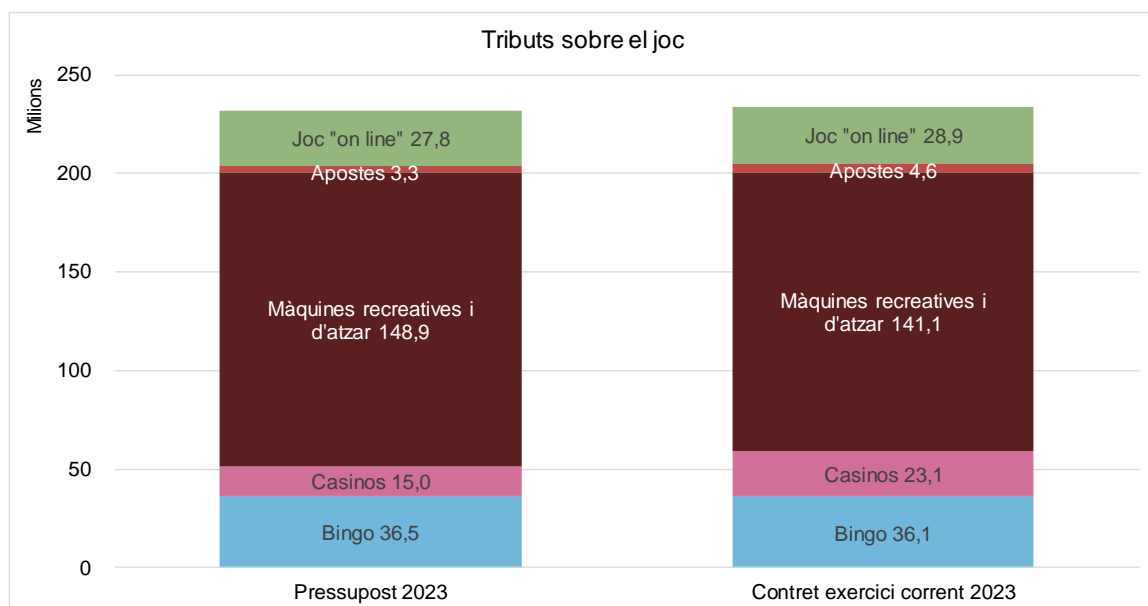 Tributs sobre el joc
Milions
250
200
150
100
50
0
Joc "on line" 27,8
Apostes 3,3
Màquines recreatives i
d'atzar 148,9
Casinos 15,0
Bingo 36,5
Joc "on line" 28,9
Apostes 4,6
Màquines recreatives i
d'atzar 141,1
Casinos 23,1
Bingo 36,1
Pressupost 2023
Contret exercici corrent 2023